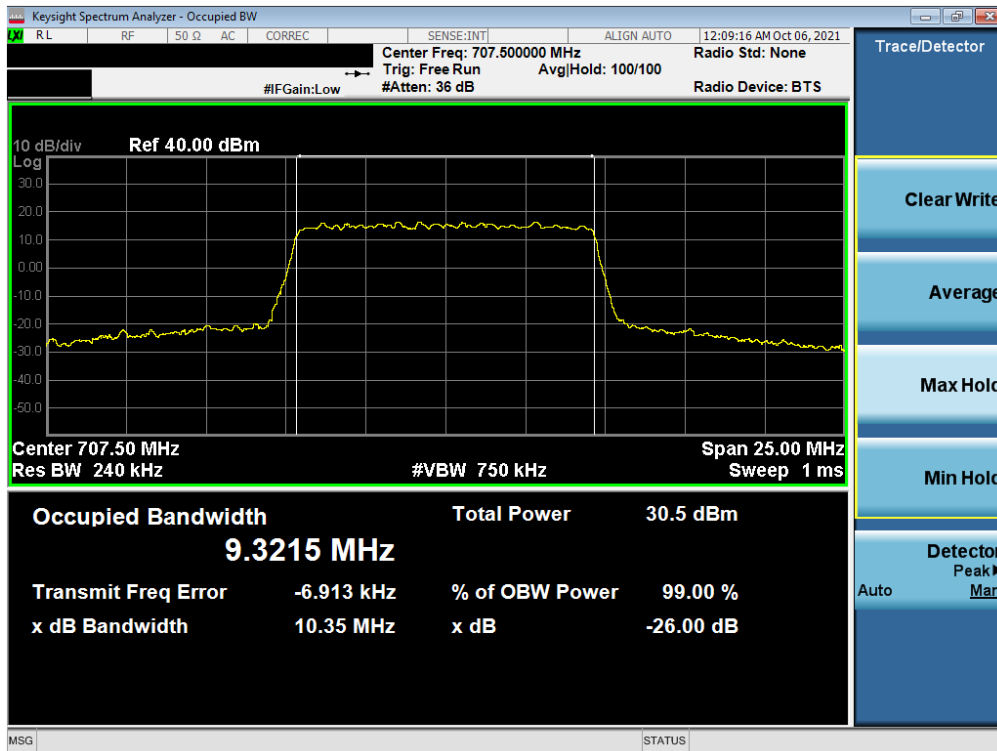 Keysight Spectrum Analyzer - Occupied BW
LXI RL RF 50 Ω AC CORREC SENSE:INT ALIGN AUTO 12:09:16 AM Oct 06, 2021
Center Freq: 707.500000 MHz Radio Std: None
Trig: Free Run Avg|Hold: 100/100
#IFGain:Low #Atten: 36 dB Radio Device: BTS
Trace/Detector
10 dB/div Ref 40.00 dBm
Log
30.0
20.0
10.0
0.00
-10.0
-20.0
-30.0
-40.0
-50.0
Center 707.50 MHz Span 25.00 MHz
Res BW 240 kHz #VBW 750 kHz Sweep 1 ms
Occupied Bandwidth Total Power 30.5 dBm
9.3215 MHz
Transmit Freq Error -6.913 kHz % of OBW Power 99.00 %
x dB Bandwidth 10.35 MHz x dB -26.00 dB
Clear Write
Average
Max Hold
Min Hold
Detector
Peak
Auto Man
MSG STATUS